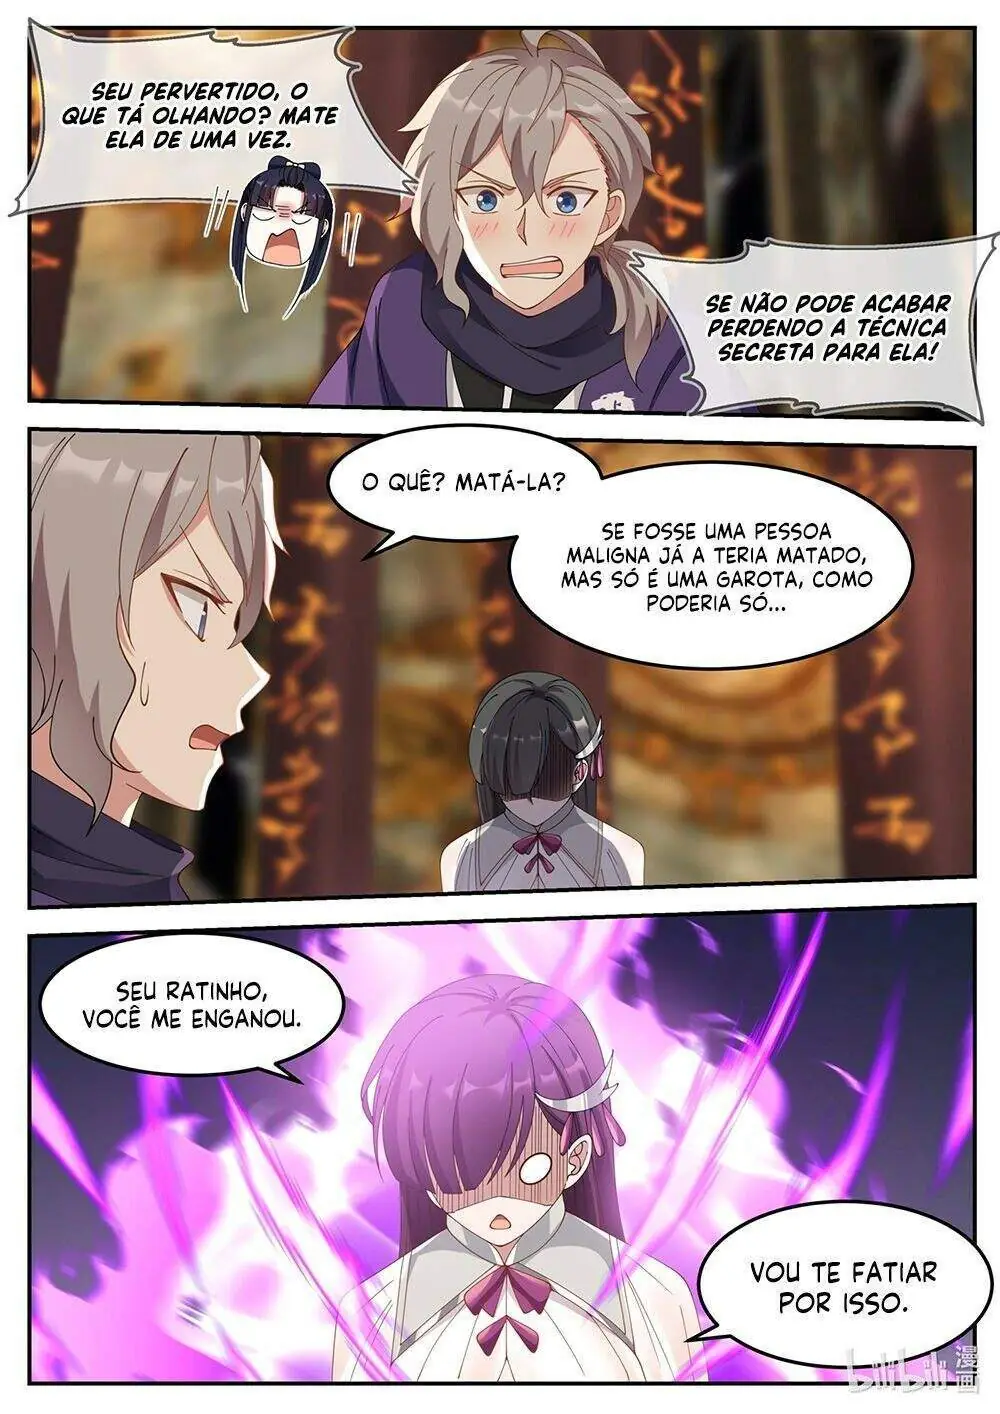 SEU PERVERTIDO, O
QUE TÁ OLHANDO? MATE
ELA DE UMA VEZ.
SE NÃO PODE ACABAR
PERDENDO A TÉCNICA
SECRETA PARA ELA!
O QUÊ? MATÁ-LA?
SE FOSSE UMA PESSOA
MALIGNA JÁ A TERIA MATADO,
MAS SÓ É UMA GAROTA, COMO
PODERIA SÓ...
SEU RATINHO,
VOCÊ ME ENGANOU.
VOU TE FATIAR
POR ISSO.
bilibili 漫画